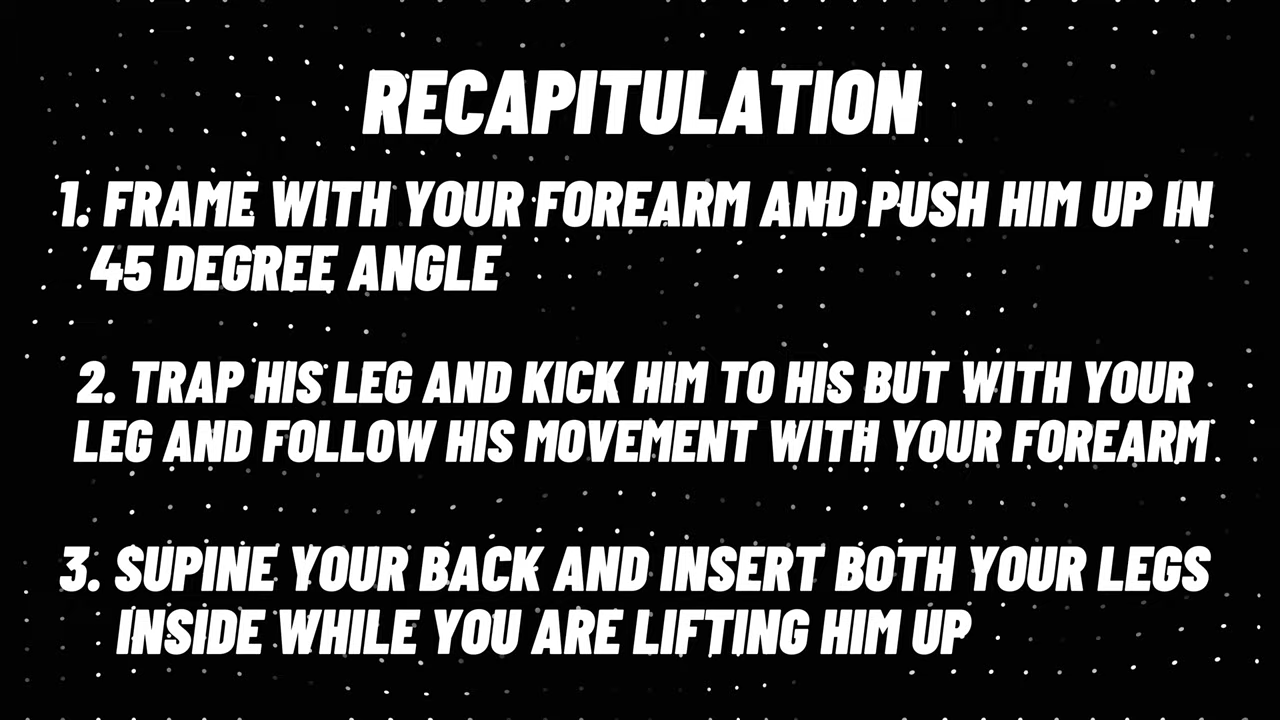 RECAPITULATION
1. FRAME WITH YOUR FOREARM AND PUSH HIM UP IN
45 DEGREE ANGLE
2. TRAP HIS LEG AND KICK HIM TO HIS BUT WITH YOUR
LEG AND FOLLOW HIS MOVEMENT WITH YOUR FOREARM
3. SUPINE YOUR BACK AND INSERT BOTH YOUR LEGS
INSIDE WHILE YOU ARE LIFTING HIM UP